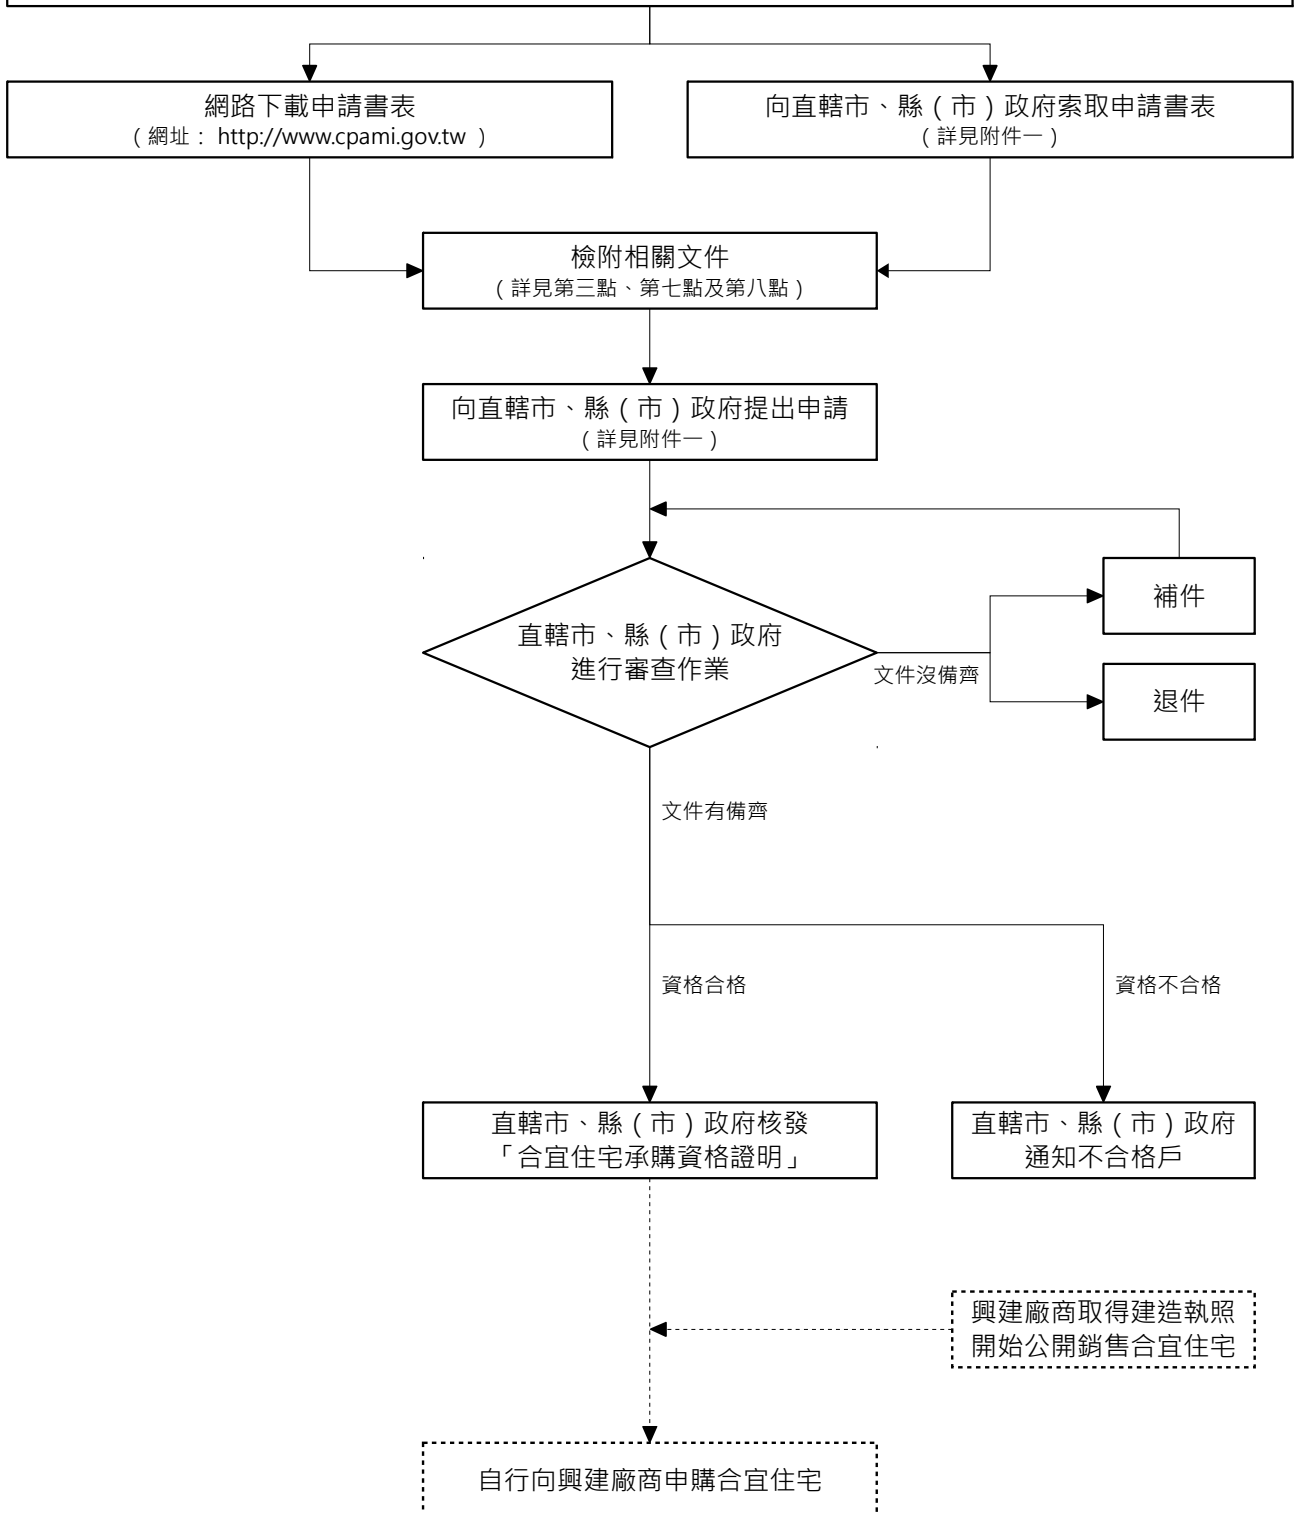 網路下載申請書表
（網址： http://www.cpami.gov.tw ）
向直轄市、縣（市）政府索取申請書表
（詳見附件一）
檢附相關文件
（詳見第三點、第七點及第八點）
向直轄市、縣（市）政府提出申請
（詳見附件一）
補件
直轄市、縣（市）政府
進行審查作業
文件沒備齊
退件
文件有備齊
資格合格
資格不合格
直轄市、縣（市）政府核發
「合宜住宅承購資格證明」
直轄市、縣（市）政府
通知不合格戶
興建廠商取得建造執照
開始公開銷售合宜住宅
自行向興建廠商申購合宜住宅